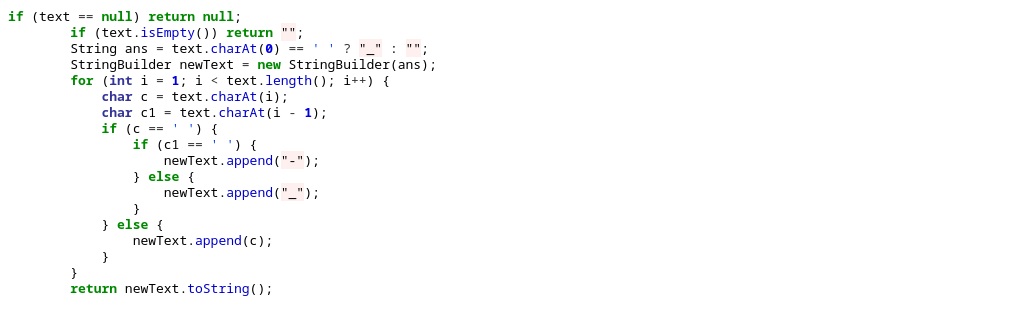 if (text == null) return null;
        if (text.isEmpty()) return "";
        String ans = text.charAt(0) == ' ' ? "_" : "";
        StringBuilder newText = new StringBuilder(ans);
        for (int i = 1; i < text.length(); i++) {
            char c = text.charAt(i);
            char c1 = text.charAt(i - 1);
            if (c == ' ') {
                if (c1 == ' ') {
                    newText.append("-");
                } else {
                    newText.append("_");
                }
            } else {
                newText.append(c);
            }
        }
        return newText.toString();